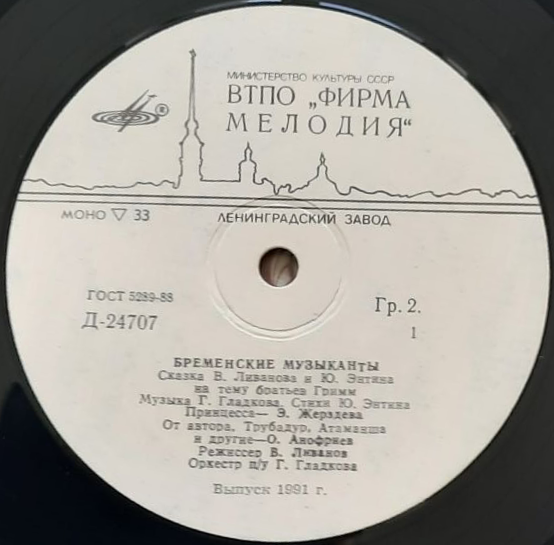 МИНИСТЕРСТВО КУЛЬТУРЫ СССР
ВТПО „ФИРМА
МЕЛОДИЯ“
МОНО ▽ 33
ЛЕНИНГРАДСКИЙ ЗАВОД
ГОСТ 5289-88
Гр. 2.
Д-24707
1
БРЕМЕНСКИЕ МУЗЫКАНТЫ
Сказка В. Ливанова и Ю. Энтина
на тему братьев Гримм
Музыка Г. Гладкова, Стихи Ю. Энтина
Принцесса— Э. Жерздева
От автора, Трубадур, Атаманша
и другие—О. Анофриев
Режиссер В. Ливанов
Оркестр п/у Г. Гладкова
Выпуск 1991 г.